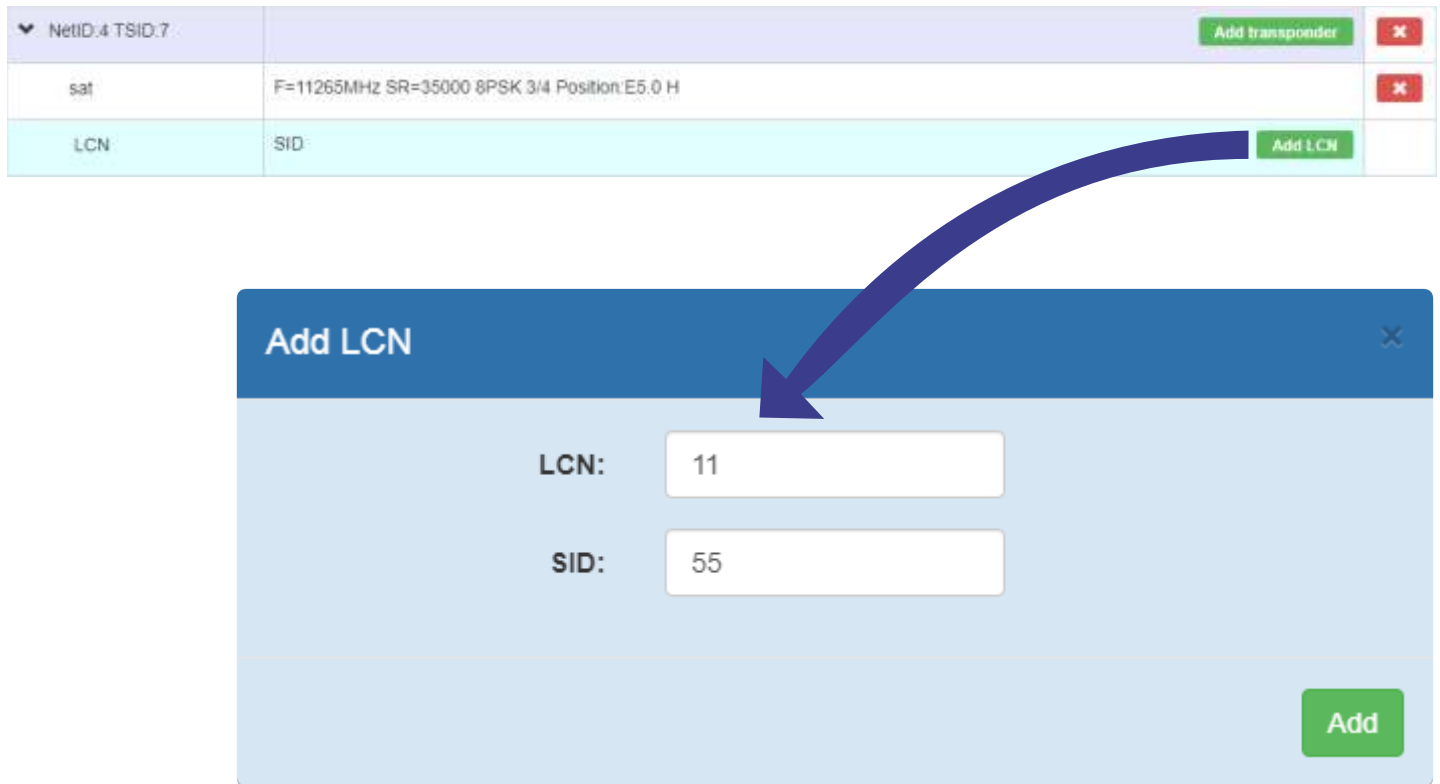 NetID:4 TSID:7 Add transponder
sat F=11265MHz SR=35000 8PSK 3/4 Position:E5.0 H
LCN SID Add LCN
Add LCN
LCN: 11
SID: 55
Add